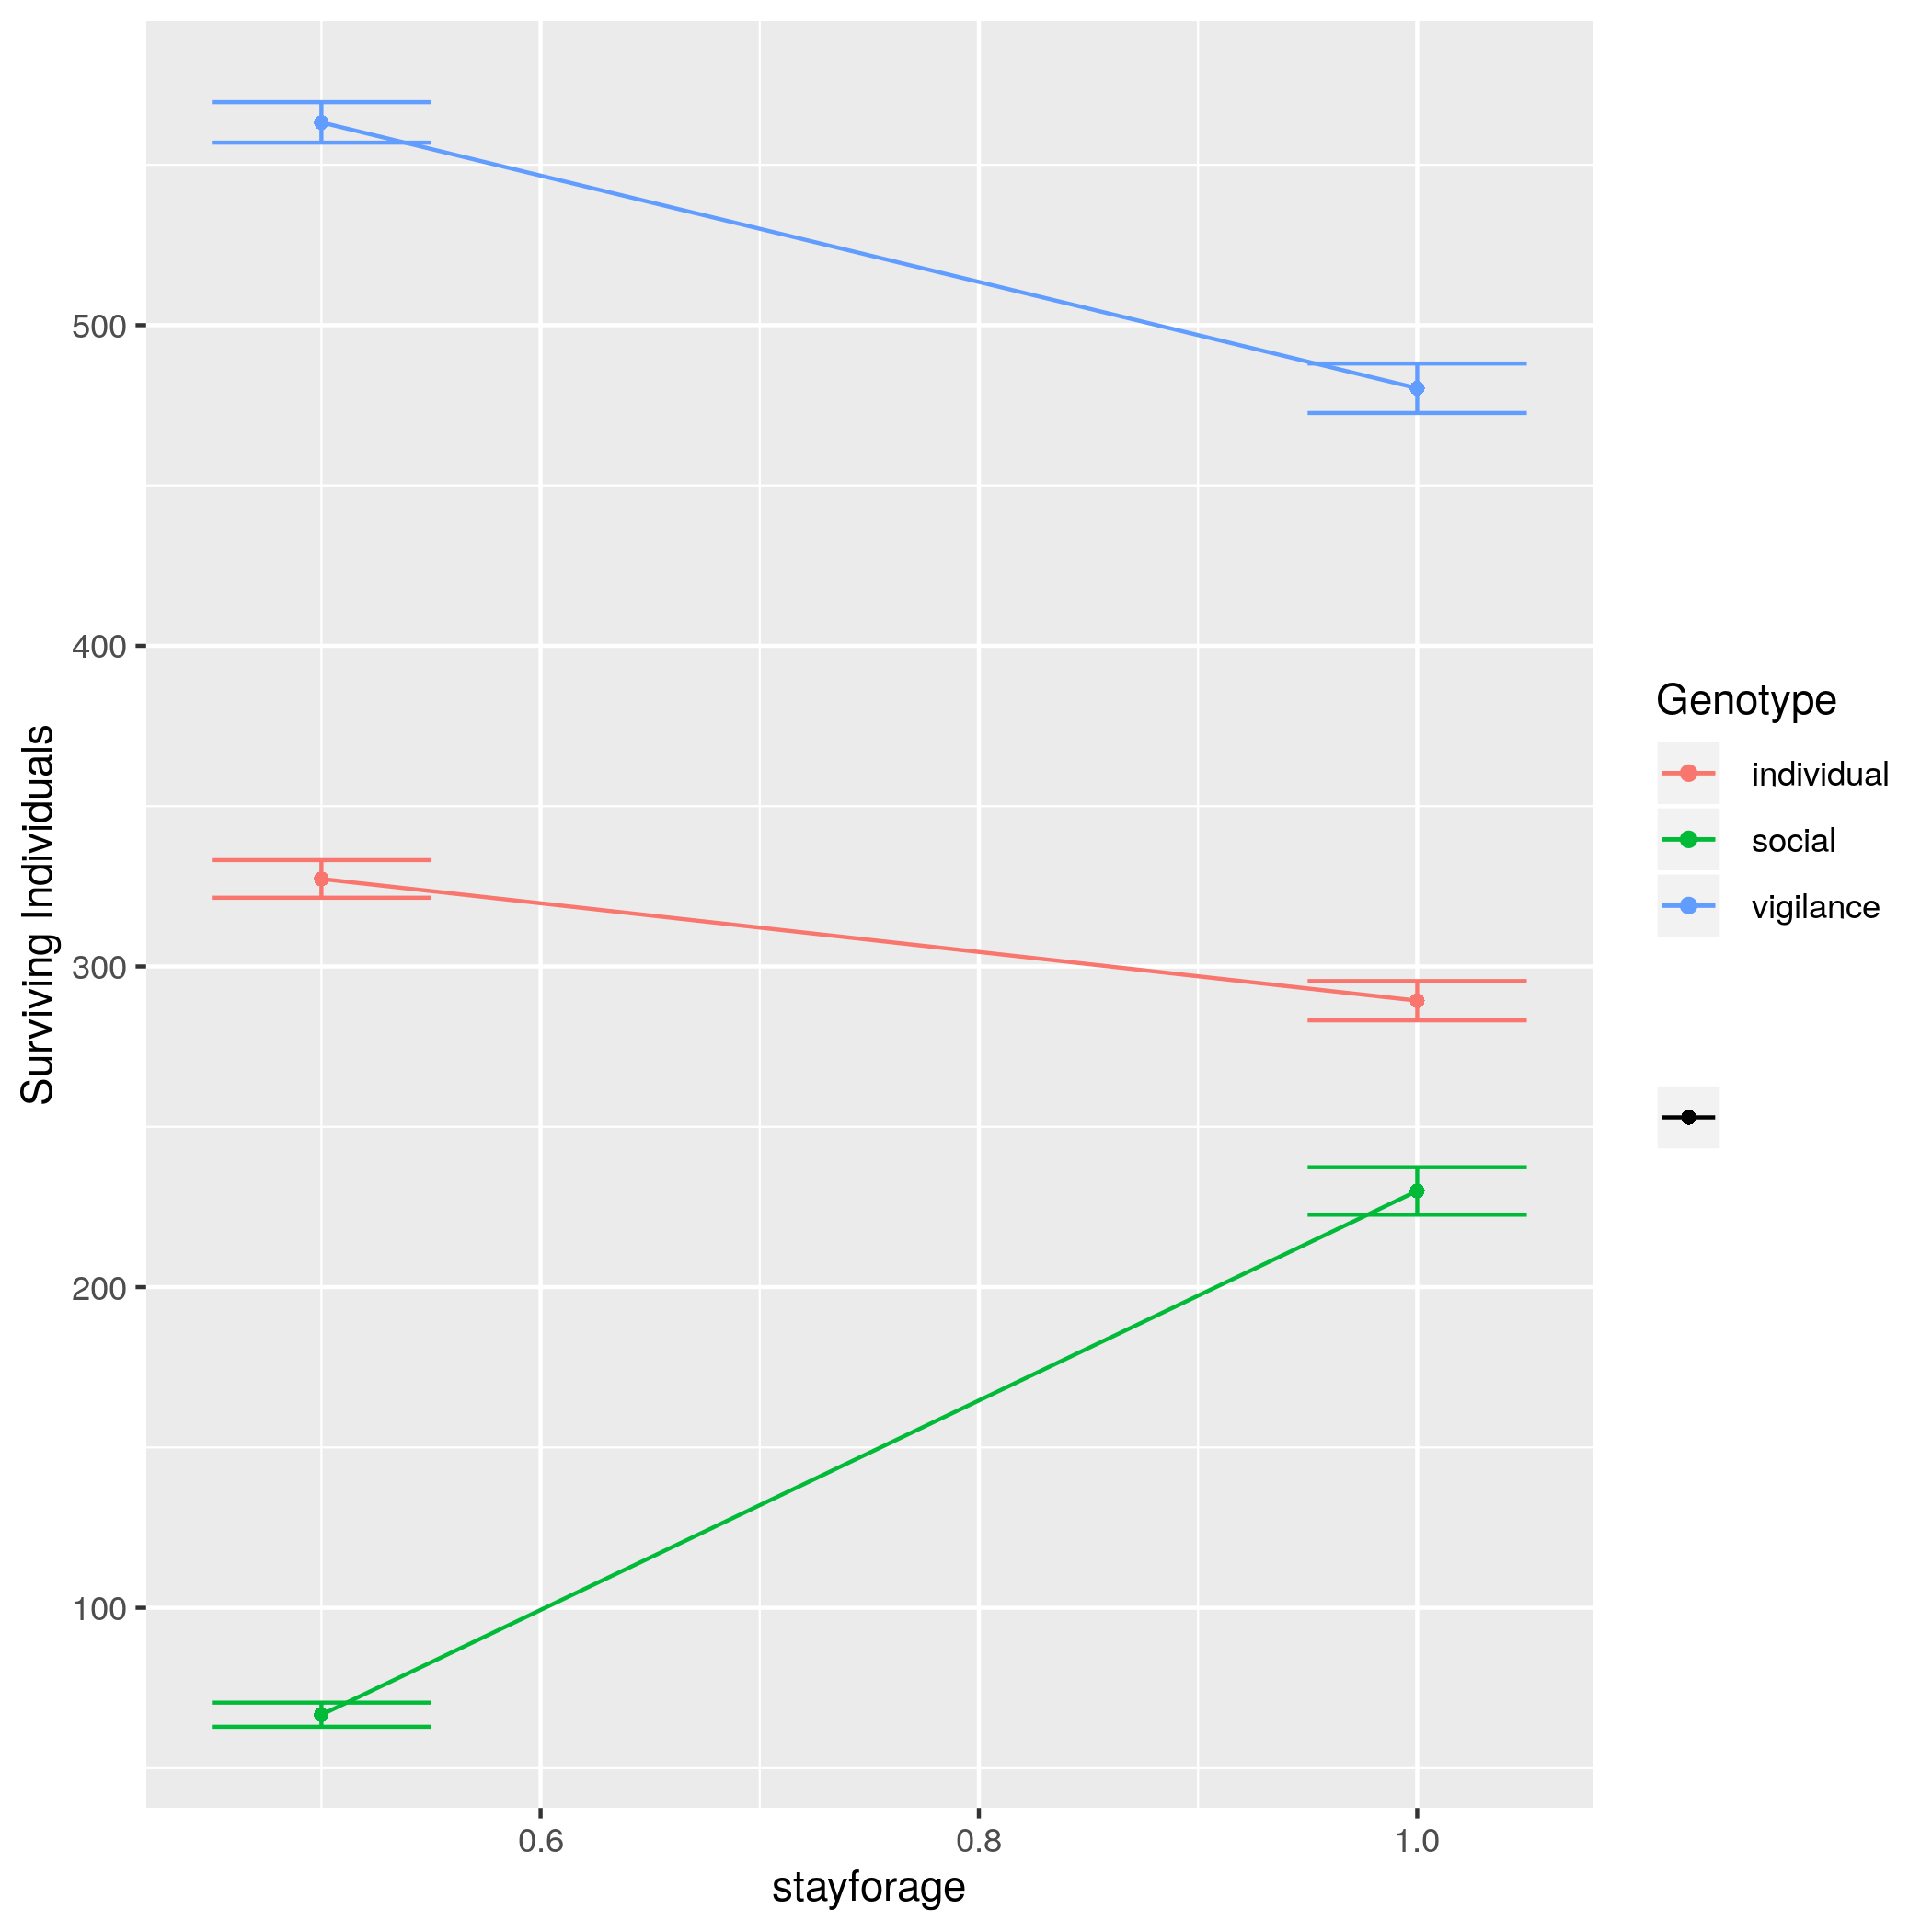 500
400
300
200
100
Surviving Individuals
0.6 0.8 1.0
stayforage
Genotype
individual
social
vigilance